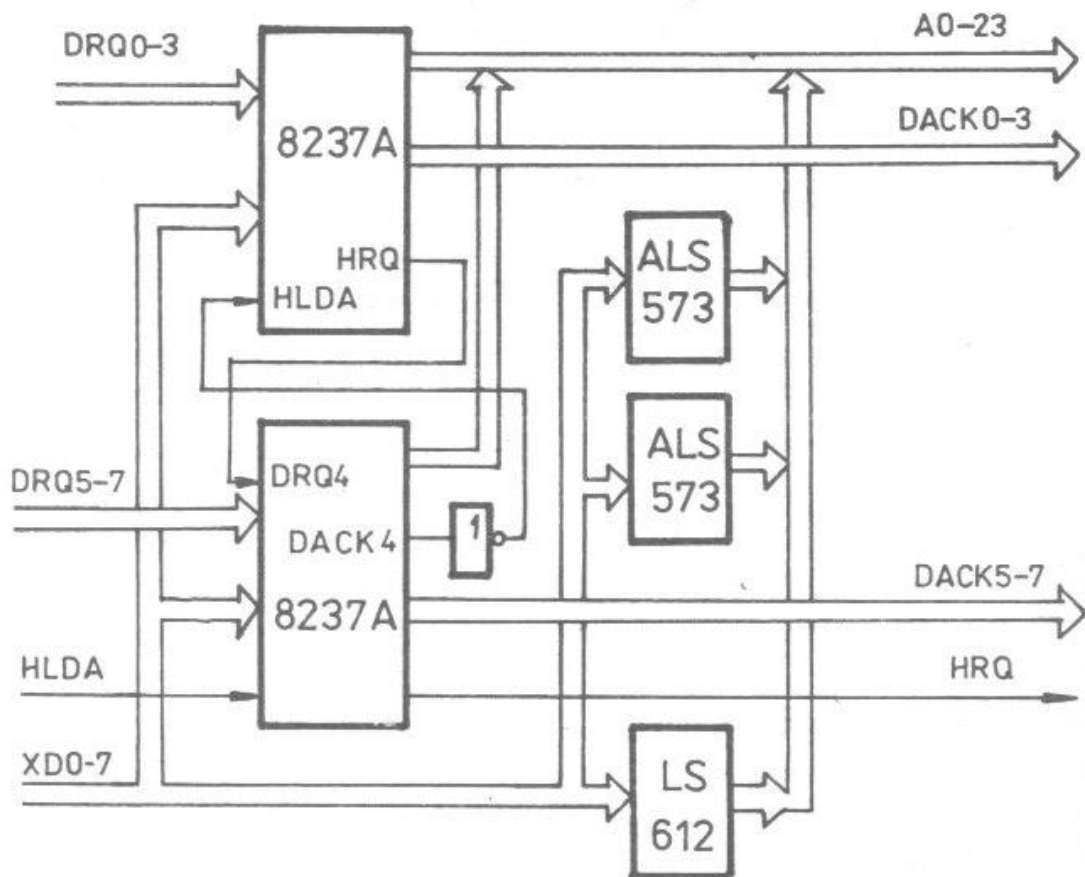 DRQ0-3
A0-23
8237A
DACK0-3
HRQ
HLDA
ALS
573
ALS
573
DRQ5-7
DRQ4
DACK4
1
8237A
DACK5-7
HLDA
HRQ
XD0-7
LS
612